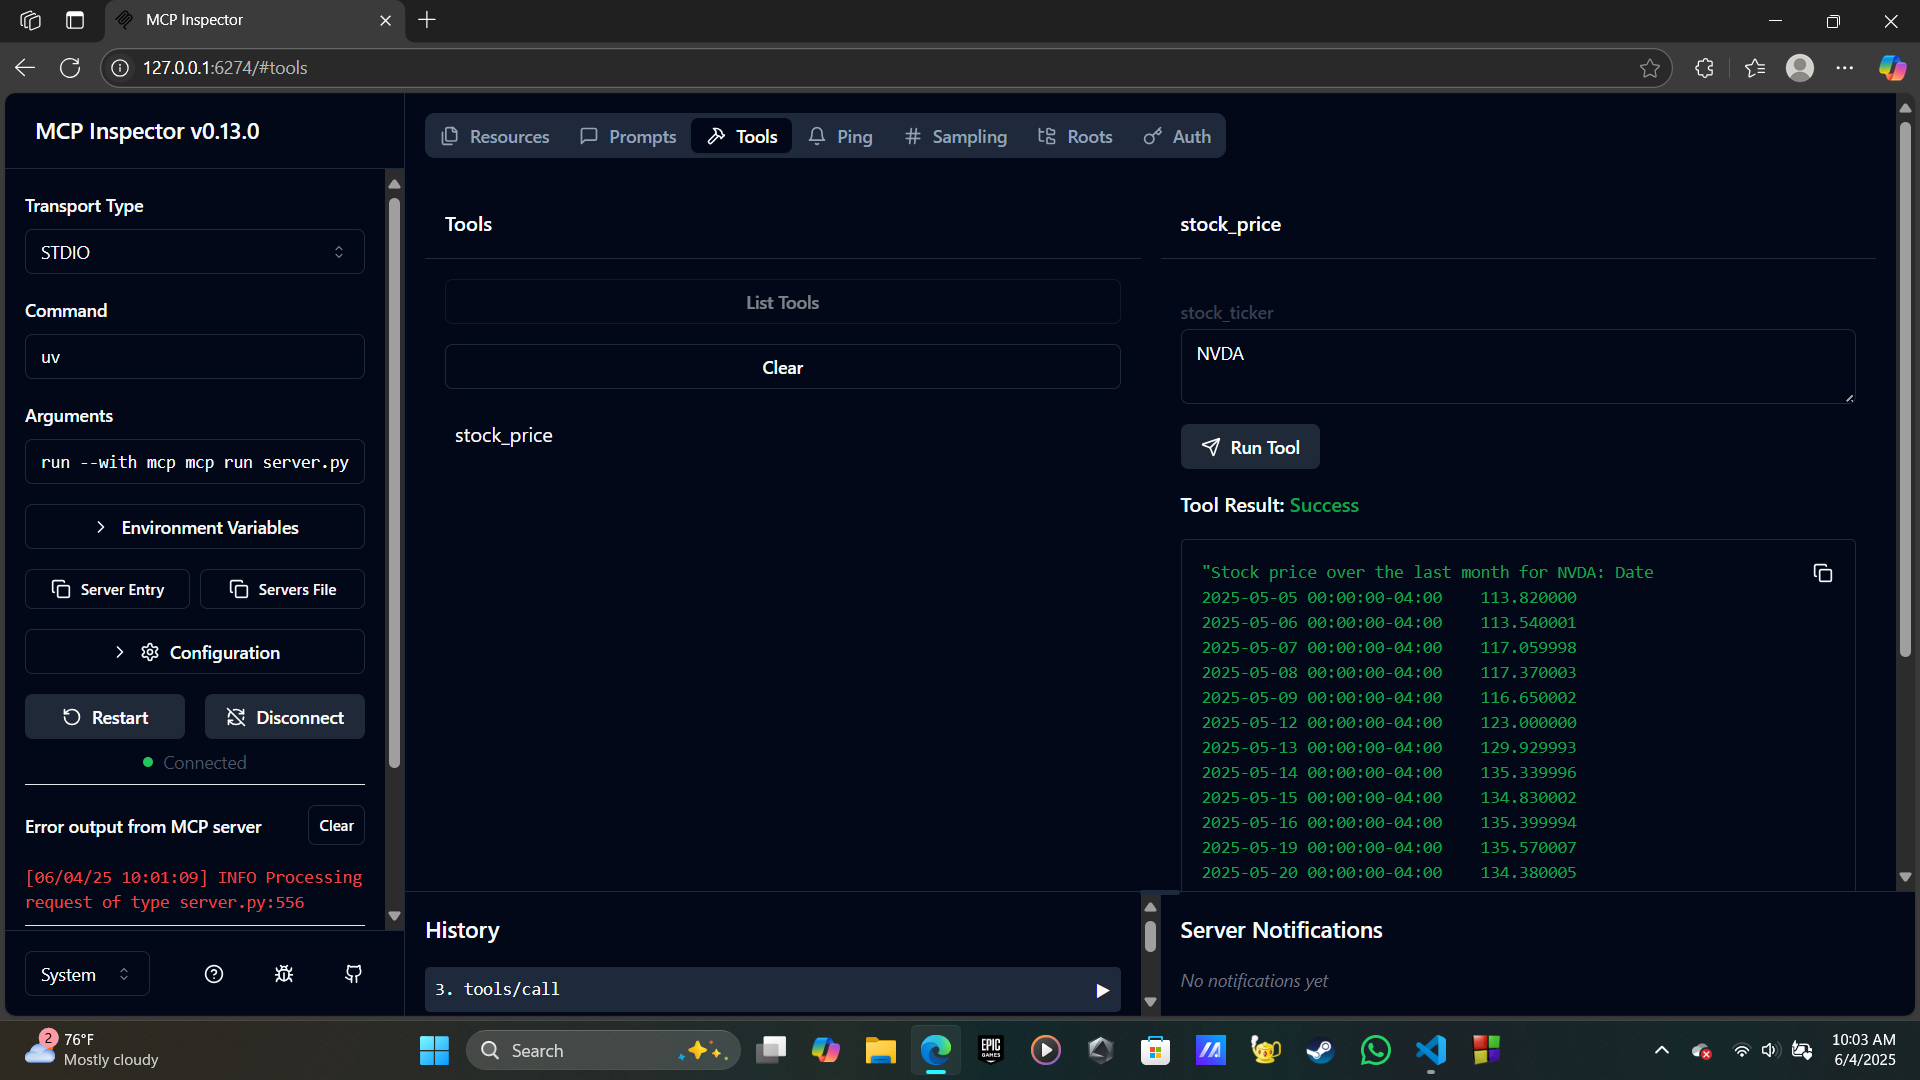 MCP Inspector
127.0.0.1:6274/#tools
MCP Inspector v0.13.0
Transport Type
STDIO
Command
uv
Arguments
run --with mcp mcp run server.py
Environment Variables
Server Entry
Servers File
Configuration
Restart
Disconnect
Connected
Error output from MCP server
Clear
[06/04/25 10:01:09] INFO Processing
request of type server.py:556
System
Resources
Prompts
Tools
Ping
Sampling
Roots
Auth
Tools
List Tools
Clear
stock_price
stock_price
stock_ticker
NVDA
Run Tool
Tool Result: Success
"Stock price over the last month for NVDA: Date
2025-05-05 00:00:00-04:00 113.820000
2025-05-06 00:00:00-04:00 113.540001
2025-05-07 00:00:00-04:00 117.059998
2025-05-08 00:00:00-04:00 117.370003
2025-05-09 00:00:00-04:00 116.650002
2025-05-12 00:00:00-04:00 123.000000
2025-05-13 00:00:00-04:00 129.929993
2025-05-14 00:00:00-04:00 135.339996
2025-05-15 00:00:00-04:00 134.830002
2025-05-16 00:00:00-04:00 135.399994
2025-05-19 00:00:00-04:00 135.570007
2025-05-20 00:00:00-04:00 134.380005
History
3. tools/call
Server Notifications
No notifications yet
2
76°F
Mostly cloudy
Search
EPIC
GAMES
10:03 AM
6/4/2025